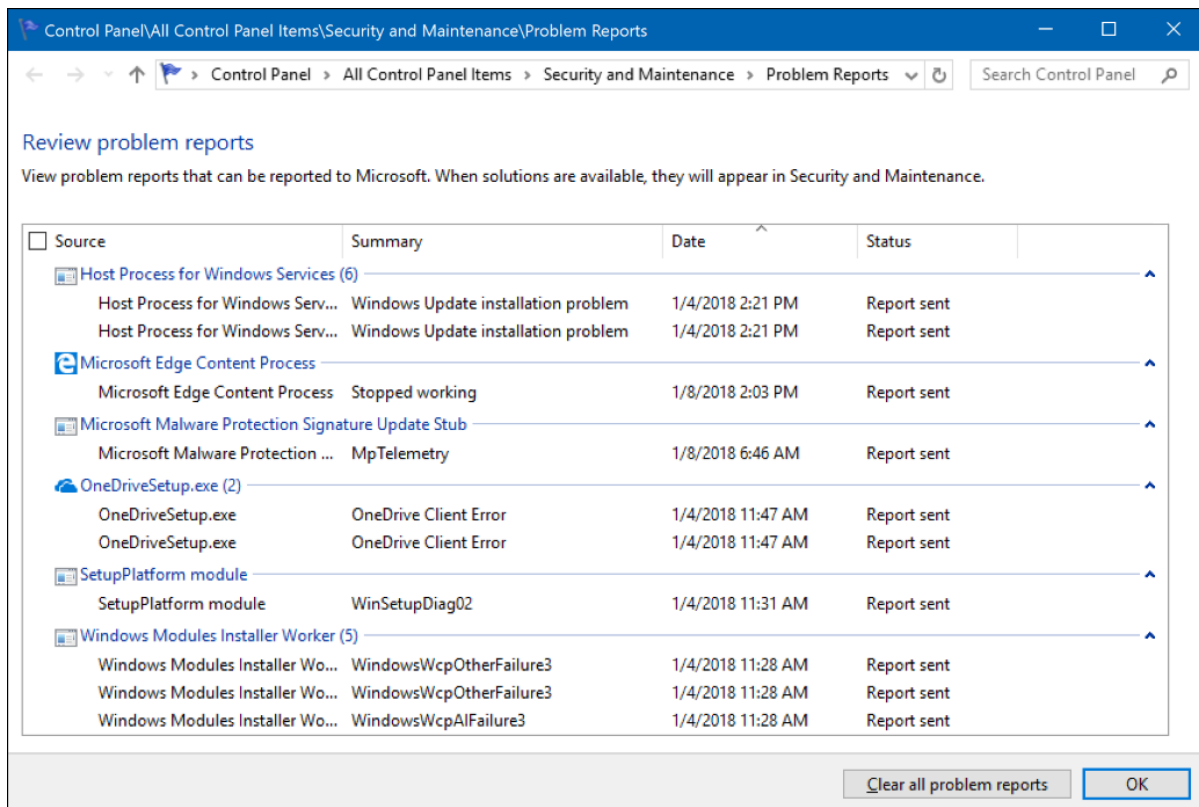 Control Panel\All Control Panel Items\Security and Maintenance\Problem Reports
Control Panel > All Control Panel Items > Security and Maintenance > Problem Reports Search Control Panel
Review problem reports
View problem reports that can be reported to Microsoft. When solutions are available, they will appear in Security and Maintenance.
Source Summary Date Status
Host Process for Windows Services (6)
Host Process for Windows Serv... Windows Update installation problem 1/4/2018 2:21 PM Report sent
Host Process for Windows Serv... Windows Update installation problem 1/4/2018 2:21 PM Report sent
Microsoft Edge Content Process
Microsoft Edge Content Process Stopped working 1/8/2018 2:03 PM Report sent
Microsoft Malware Protection Signature Update Stub
Microsoft Malware Protection ... MpTelemetry 1/8/2018 6:46 AM Report sent
OneDriveSetup.exe (2)
OneDriveSetup.exe OneDrive Client Error 1/4/2018 11:47 AM Report sent
OneDriveSetup.exe OneDrive Client Error 1/4/2018 11:47 AM Report sent
SetupPlatform module
SetupPlatform module WinSetupDiag02 1/4/2018 11:31 AM Report sent
Windows Modules Installer Worker (5)
Windows Modules Installer Wo... WindowsWcpOtherFailure3 1/4/2018 11:28 AM Report sent
Windows Modules Installer Wo... WindowsWcpOtherFailure3 1/4/2018 11:28 AM Report sent
Windows Modules Installer Wo... WindowsWcpAIFailure3 1/4/2018 11:28 AM Report sent
Clear all problem reports OK